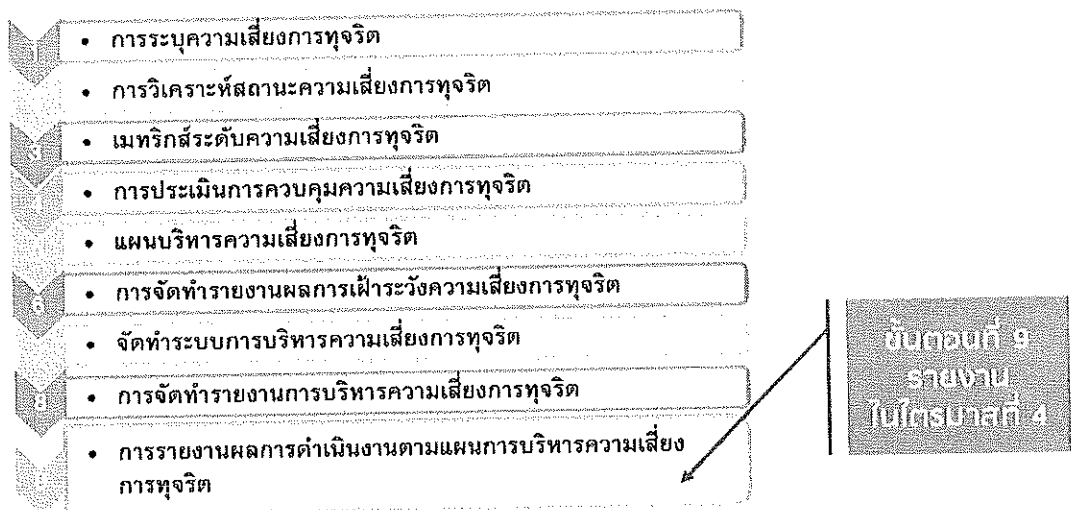 1
• การระบุความเสี่ยงการทุจริต
• การวิเคราะห์สถานะความเสี่ยงการทุจริต
3
• เมทริกส์ระดับความเสี่ยงการทุจริต
• การประเมินการควบคุมความเสี่ยงการทุจริต
• แผนบริหารความเสี่ยงการทุจริต
6
• การจัดทำรายงานผลการเฝ้าระวังความเสี่ยงการทุจริต
• จัดทำระบบการบริหารความเสี่ยงการทุจริต
8
• การจัดทำรายงานการบริหารความเสี่ยงการทุจริต
• การรายงานผลการดำเนินงานตามแผนการบริหารความเสี่ยง
การทุจริต
ขั้นตอนที่ 9
รายงาน
ในไตรมาสที่ 4